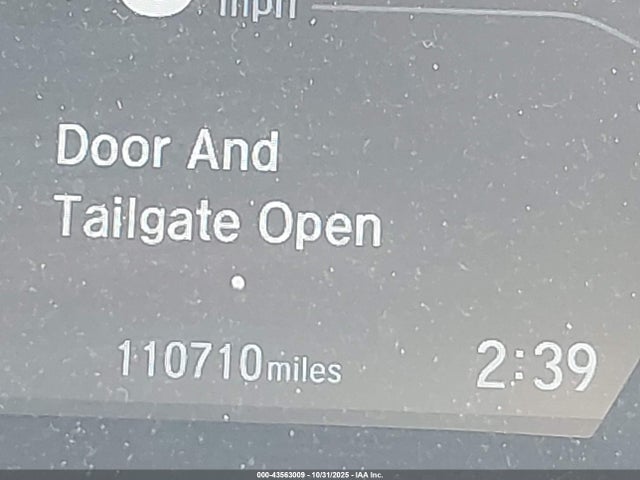 mph
Door And
Tailgate Open
110710miles 2:39
000-43563009 - 10/31/2025 - IAA Inc.